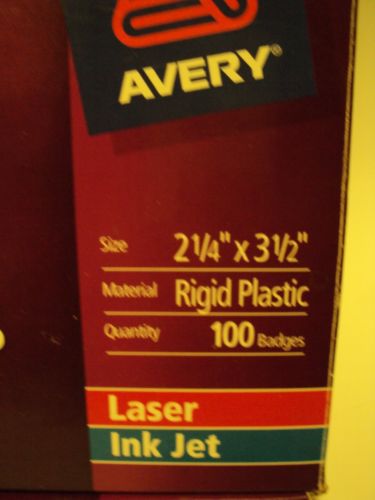 AVERY®
Size 2 1/4" x 3 1/2"
Material Rigid Plastic
Quantity 100 Badges
Laser
Ink Jet